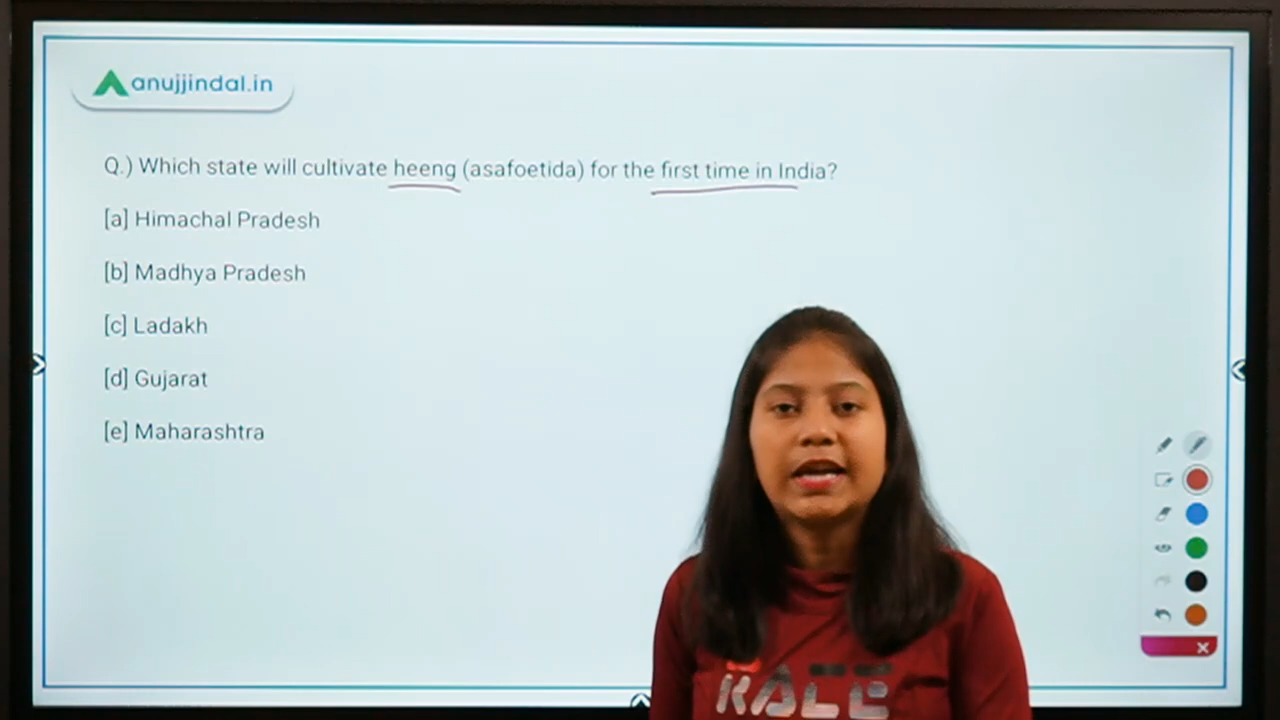 anujjindal.in
Q.) Which state will cultivate heeng (asafoetida) for the first time in India?
[a] Himachal Pradesh
[b] Madhya Pradesh
[c] Ladakh
[d] Gujarat
[e] Maharashtra